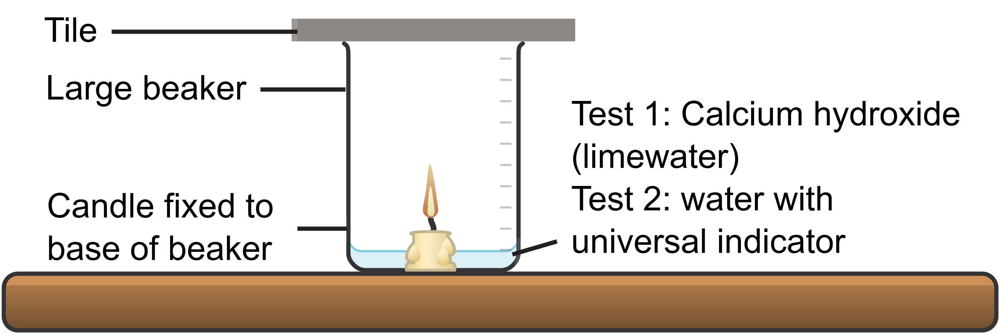 Tile
Large beaker
Candle fixed to
base of beaker
Test 1: Calcium hydroxide
(limewater)
Test 2: water with
universal indicator